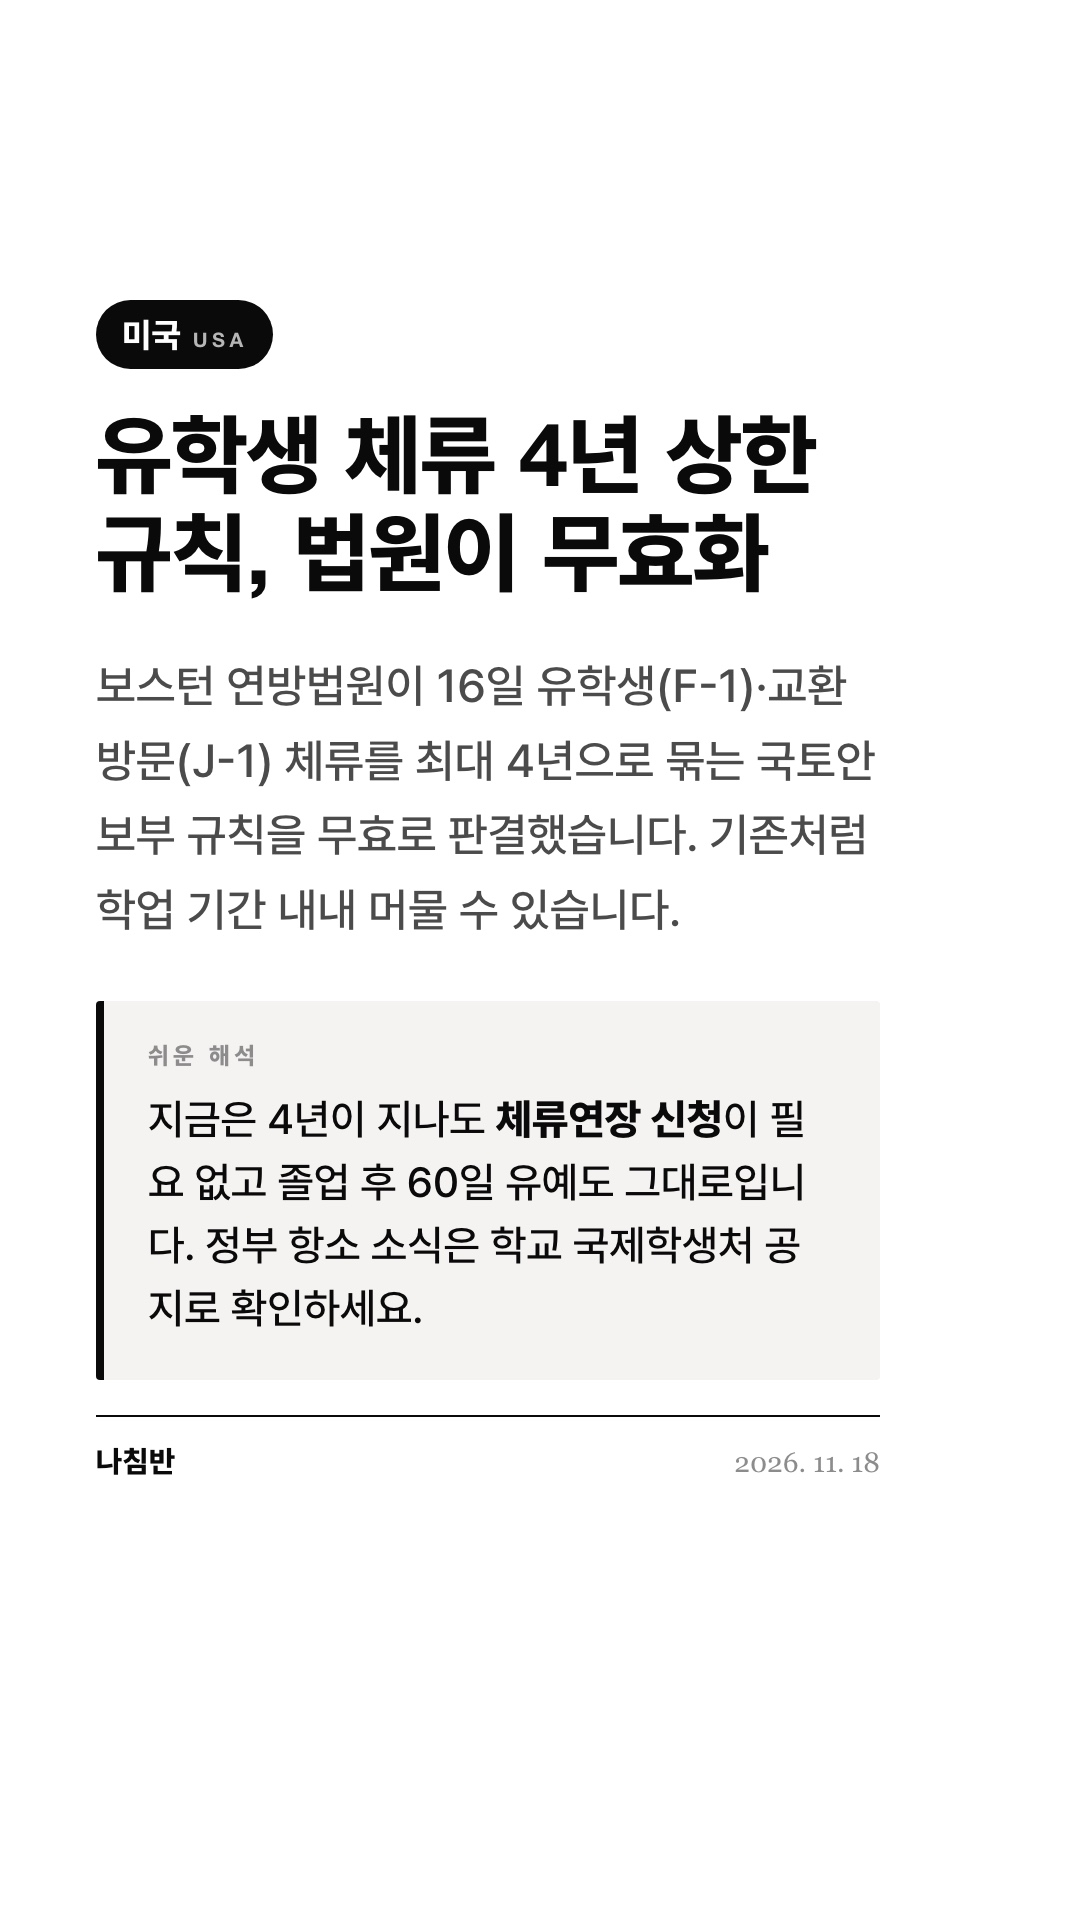 미국 USA
유학생 체류 4년 상한
규칙, 법원이 무효화
보스턴 연방법원이 16일 유학생(F-1)·교환
방문(J-1) 체류를 최대 4년으로 묶는 국토안
보부 규칙을 무효로 판결했습니다. 기존처럼
학업 기간 내내 머물 수 있습니다.
쉬운 해석
지금은 4년이 지나도 체류연장 신청이 필
요 없고 졸업 후 60일 유예도 그대로입니
다. 정부 항소 소식은 학교 국제학생처 공
지로 확인하세요.
나침반
2026. 11. 18